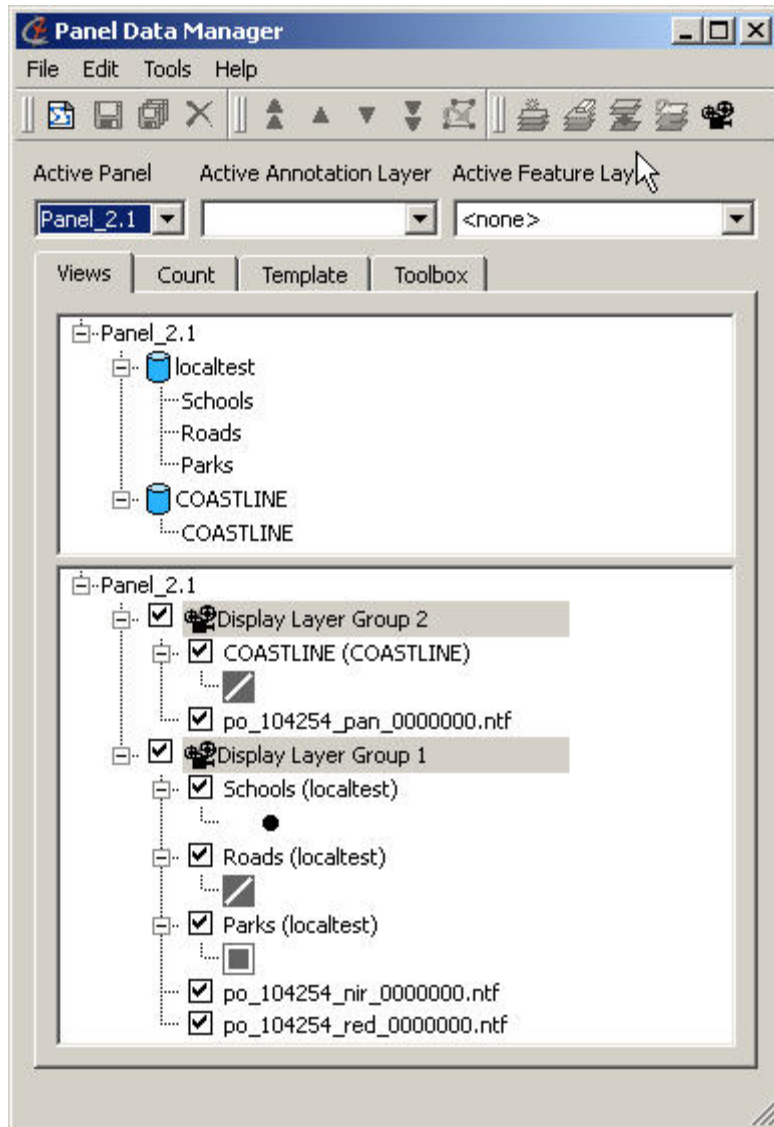 Panel Data Manager
File Edit Tools Help
Active Panel Active Annotation Layer Active Feature Lay
Panel_2.1 <none>
Views Count Template Toolbox
Panel_2.1
localtest
Schools
Roads
Parks
COASTLINE
COASTLINE
Panel_2.1
Display Layer Group 2
COASTLINE (COASTLINE)
po_104254_pan_0000000.ntf
Display Layer Group 1
Schools (localtest)
Roads (localtest)
Parks (localtest)
po_104254_nir_0000000.ntf
po_104254_red_0000000.ntf